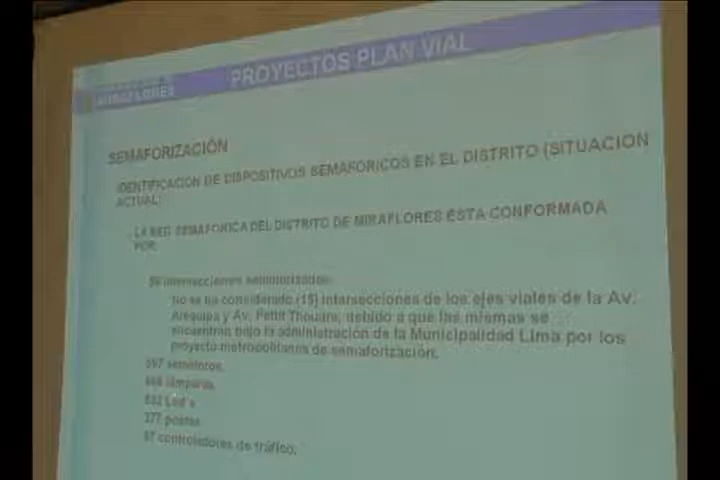 MIRAFLORES
PROYECTOS PLAN VIAL
SEMAFORIZACIÓN
IDENTIFICACION DE DISPOSITIVOS SEMAFORICOS EN EL DISTRITO (SITUACION
ACTUAL)
LA RED SEMAFORICA DEL DISTRITO DE MIRAFLORES ESTA CONFORMADA
POR:
intersecciones semaforizadas:
No se ha considerado (15) intersecciones de los ejes viales de la Av.
Arequipa y Av. Petit Thouars, debido a que las mismas se
encuentran bajo la administración de la Municipalidad Lima por los
proyecto metropolitanos de semaforización.
semáforos.
lámparas.
Led´s
377 postes
controladores de tráfico.